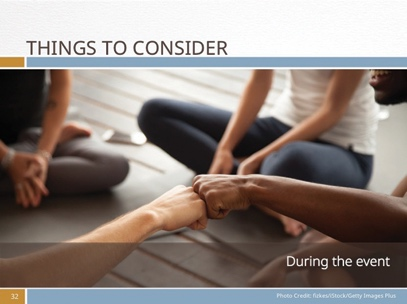 THINGS TO CONSIDER
During the event
32
Photo Credit: fizkes/iStock/Getty Images Plus